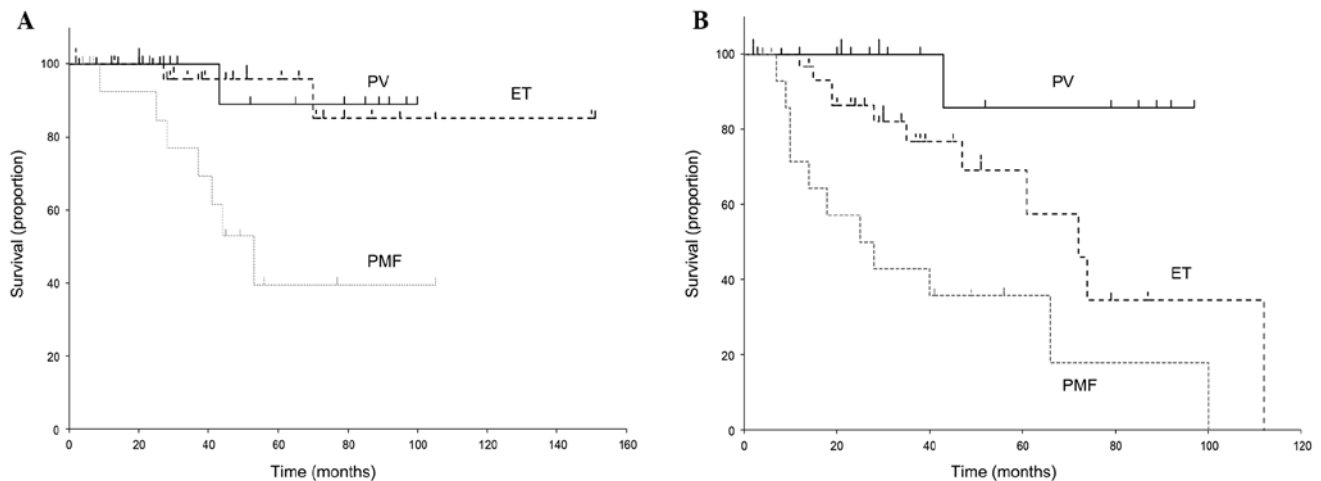 A
100
80
60
40
20
0
Survival (proportion)
PV
ET
PMF
0 20 40 60 80 100 120 140 160
Time (months)
B
100
80
60
40
20
0
Survival (proportion)
PV
ET
PMF
0 20 40 60 80 100 120
Time (months)